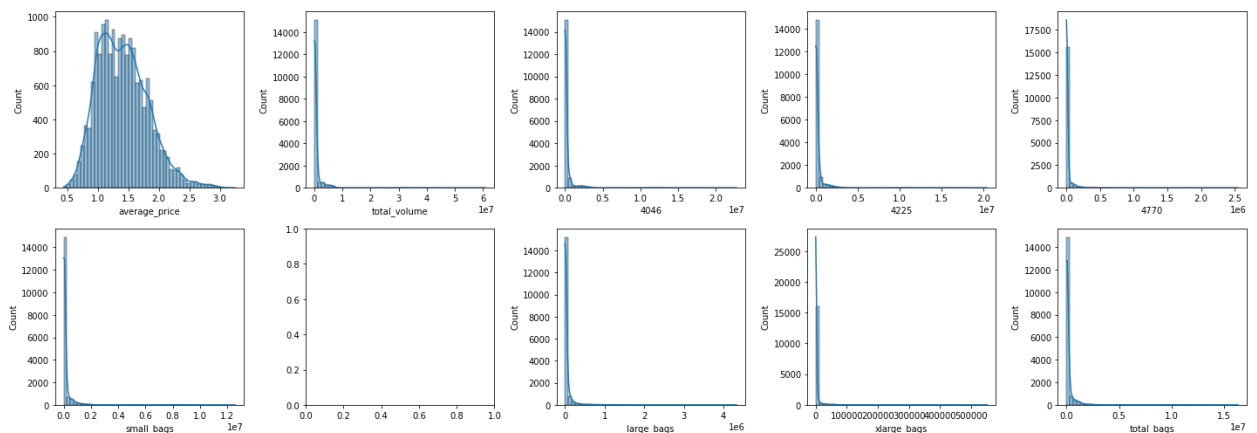 1000
800
600
400
200
0
Count
0.5 1.0 1.5 2.0 2.5 3.0
average_price
14000
12000
10000
8000
6000
4000
2000
0
Count
0 1 2 3 4 5 6
1e7
total_volume
14000
12000
10000
8000
6000
4000
2000
0
Count
0.0 0.5 1.0 1.5 2.0
1e7
4046
14000
12000
10000
8000
6000
4000
2000
0
Count
0.0 0.5 1.0 1.5 2.0
1e7
4225
17500
15000
12500
10000
7500
5000
2500
0
Count
0.0 0.5 1.0 1.5 2.0 2.5
1e6
4770
14000
12000
10000
8000
6000
4000
2000
0
Count
0.0 0.2 0.4 0.6 0.8 1.0 1.2
1e7
small_bags
1.0
0.8
0.6
0.4
0.2
0.0
0.0 0.2 0.4 0.6 0.8 1.0
14000
12000
10000
8000
6000
4000
2000
0
Count
0 1 2 3 4
1e6
large_bags
25000
20000
15000
10000
5000
0
Count
0 100000 200000 300000 400000 500000
xlarge_bags
14000
12000
10000
8000
6000
4000
2000
0
Count
0.0 0.5 1.0 1.5
1e7
total_bags